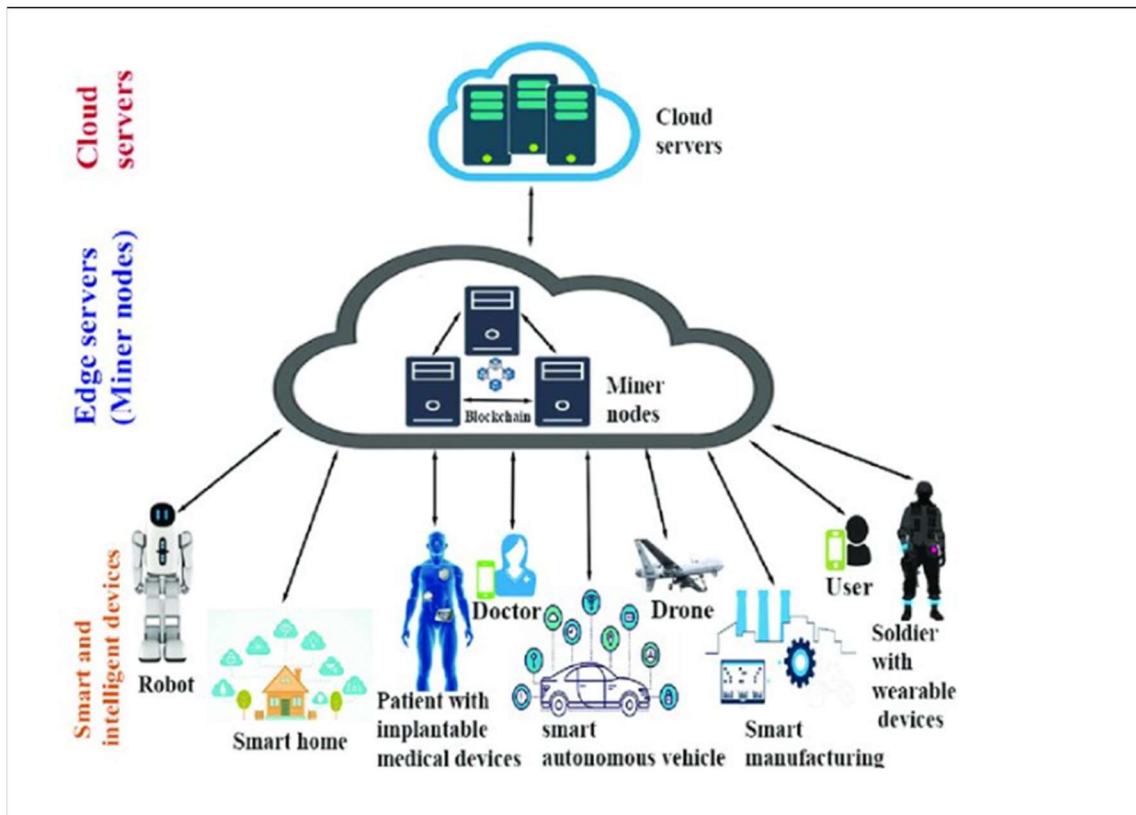 Cloud
servers
Cloud
servers
Edge servers
(Miner nodes)
Miner
nodes
Blockchain
Smart and
intelligent devices
Robot
Smart home
Patient with
implantable
medical devices
Doctor
smart
autonomous vehicle
Drone
Smart
manufacturing
User
Soldier
with
wearable
devices